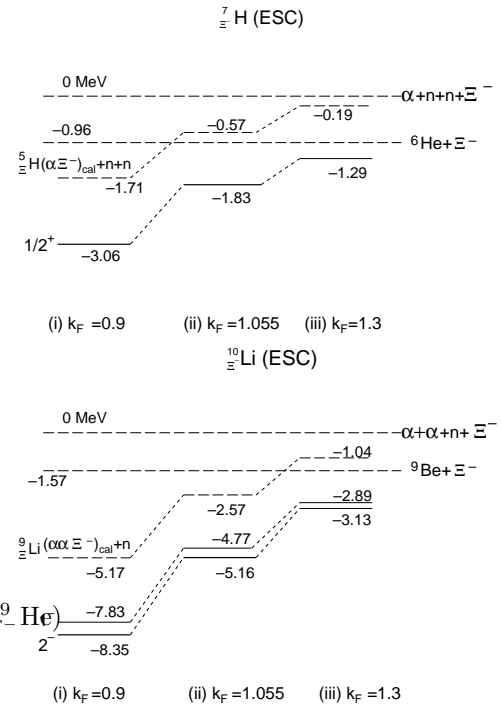 7
Ξ⁻ H (ESC)
0 MeV
α+n+n+Ξ⁻
−0.19
−0.57
−0.96
⁶He+Ξ⁻
⁵ΞH(αΞ⁻)cal+n+n
−1.71
−1.29
−1.83
1/2⁺
−3.06
(i) kF =0.9 (ii) kF =1.055 (iii) kF=1.3
10
Ξ⁻Li (ESC)
0 MeV
α+α+n+Ξ⁻
−1.04
⁹Be+Ξ⁻
−1.57
−2.57
−2.89
−3.13
⁹ΞLi(ααΞ⁻)cal+n
−5.17
−4.77
−5.16
−7.83
2⁻
−8.35
(i) kF =0.9 (ii) kF =1.055 (iii) kF =1.3